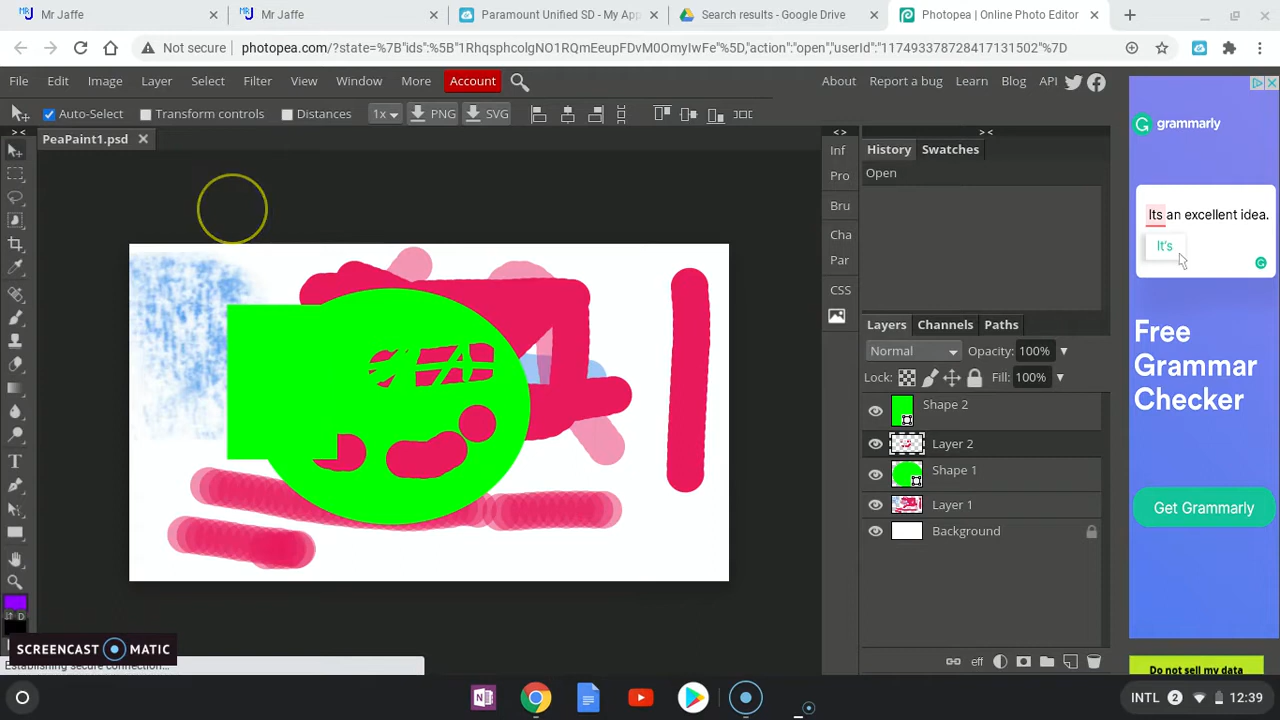 Mr Jaffe
Mr Jaffe
Paramount Unified SD - My Ap
Search results - Google Drive
Photopea | Online Photo Editor
Not secure
photopea.com/?state=%7B"ids":%5B"1RhqsphcolgNO1RQmEeupFDvM0OmyIwFe"%5D,"action":"open","userId":"117493378728417131502"%7D
File Edit Image Layer Select Filter View Window More Account
About Report a bug Learn Blog API
Auto-Select Transform controls Distances 1x PNG SVG
PeaPaint1.psd
Inf
Pro
Bru
Cha
Par
CSS
History Swatches
Open
Layers Channels Paths
Normal Opacity: 100%
Lock: Fill: 100%
Shape 2
Layer 2
Shape 1
Layer 1
Background
eff
D
grammarly
Its an excellent idea.
It's
Free
Grammar
Checker
Get Grammarly
Do not sell my data
SCREENCAST MATIC
Establishing secure connection...
INTL 2 12:39